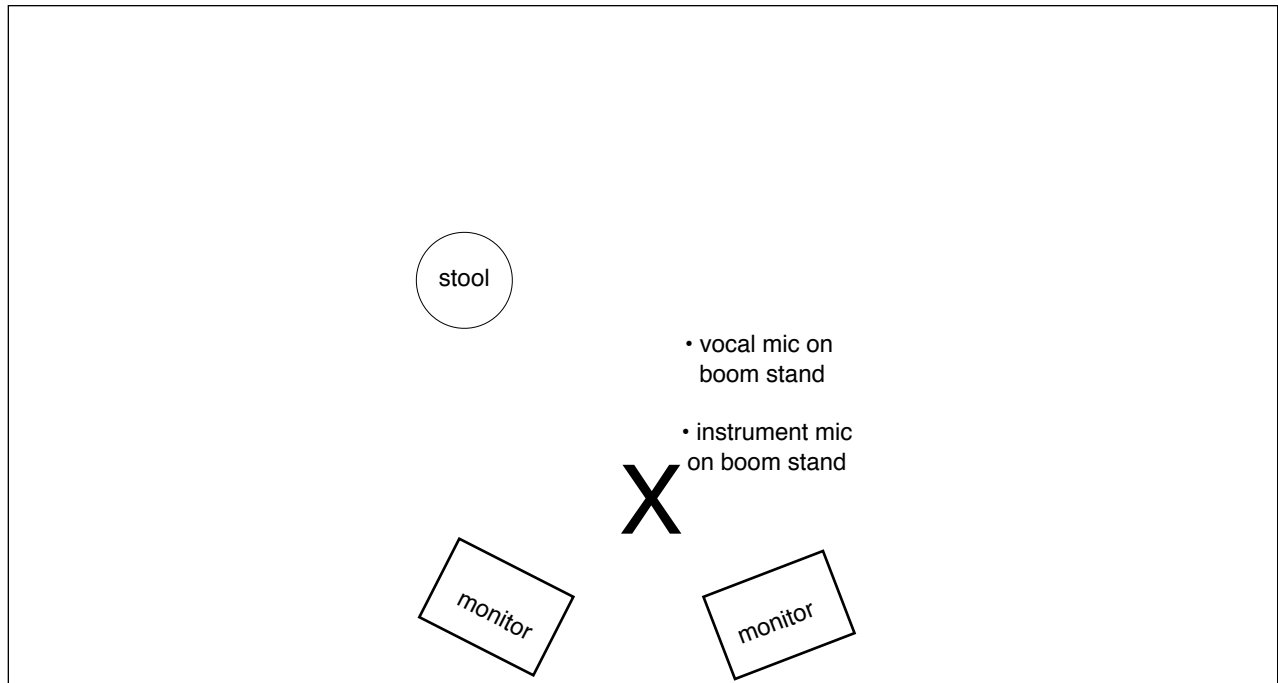 stool
• vocal mic on
boom stand
• instrument mic
on boom stand
X
monitor
monitor